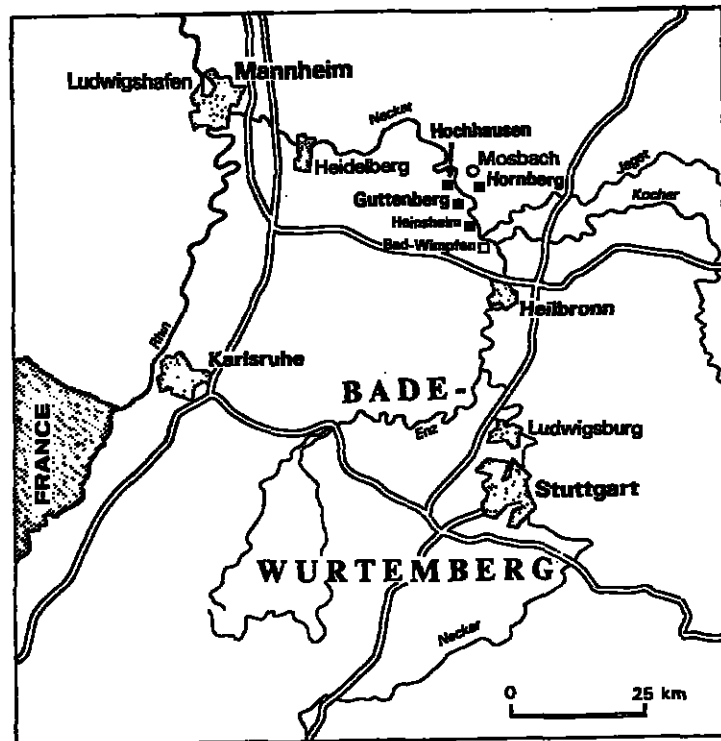 Ludwigshafen
Mannheim
Neckar
Hochhausen
Heidelberg
Mosbach
Hornberg
Jagst
Guttenberg
Kocher
Heinsheim
Bad-Wimpfen
Heilbronn
Rhin
Karlsruhe
BADE-
Enz
Ludwigsburg
FRANCE
Stuttgart
WURTEMBERG
Neckar
0 25 km